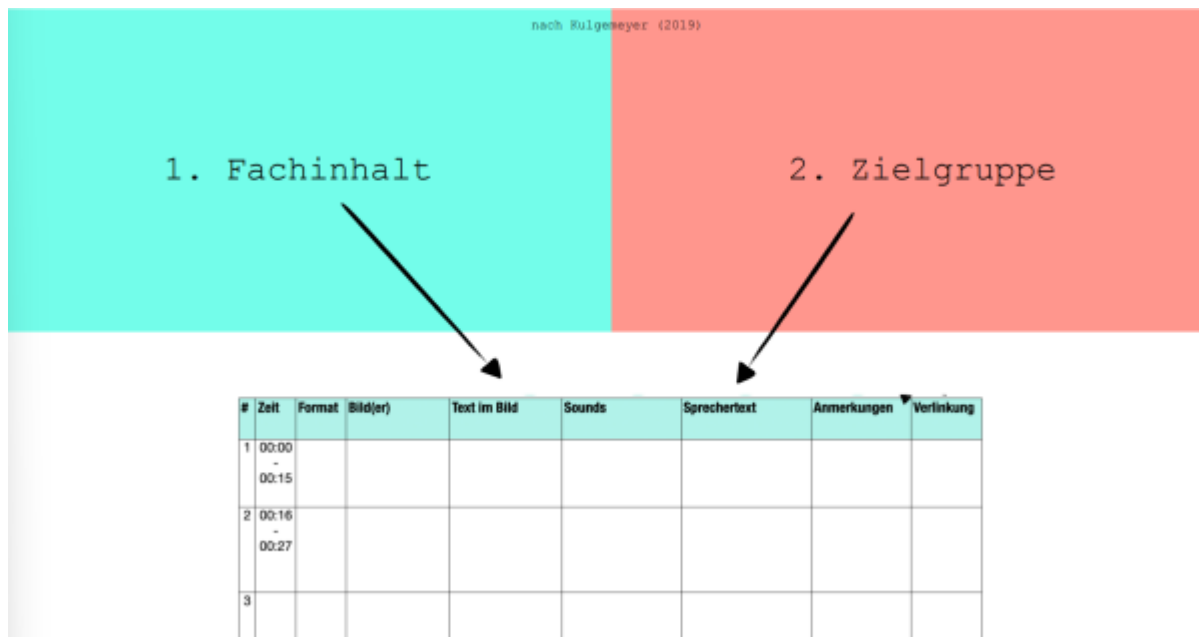 nach Kulgemeyer (2019)
1. Fachinhalt
2. Zielgruppe
# Zeit Format Bild(er) Text im Bild Sounds Sprechertext Anmerkungen Verlinkung
1 00:00
-
00:15
2 00:16
-
00:27
3